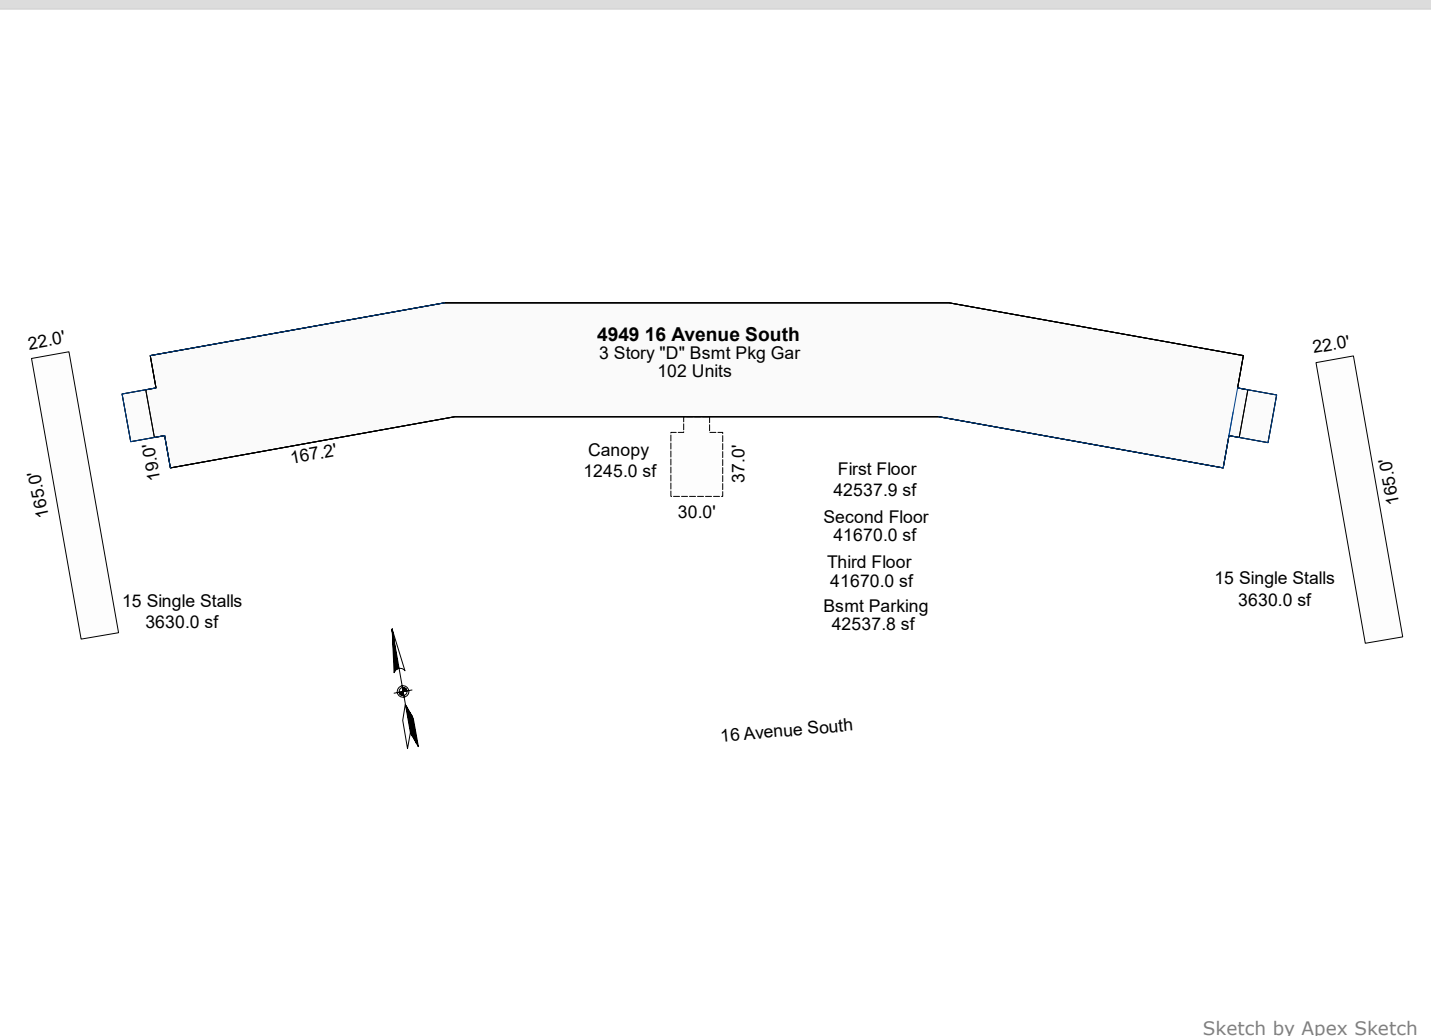 4949 16 Avenue South
3 Story "D" Bsmt Pkg Gar
102 Units
22.0'
165.0'
15 Single Stalls
3630.0 sf
19.0'
167.2'
Canopy
1245.0 sf
37.0'
30.0'
First Floor
42537.9 sf
Second Floor
41670.0 sf
Third Floor
41670.0 sf
Bsmt Parking
42537.8 sf
22.0'
165.0'
15 Single Stalls
3630.0 sf
16 Avenue South
Sketch by Apex Sketch